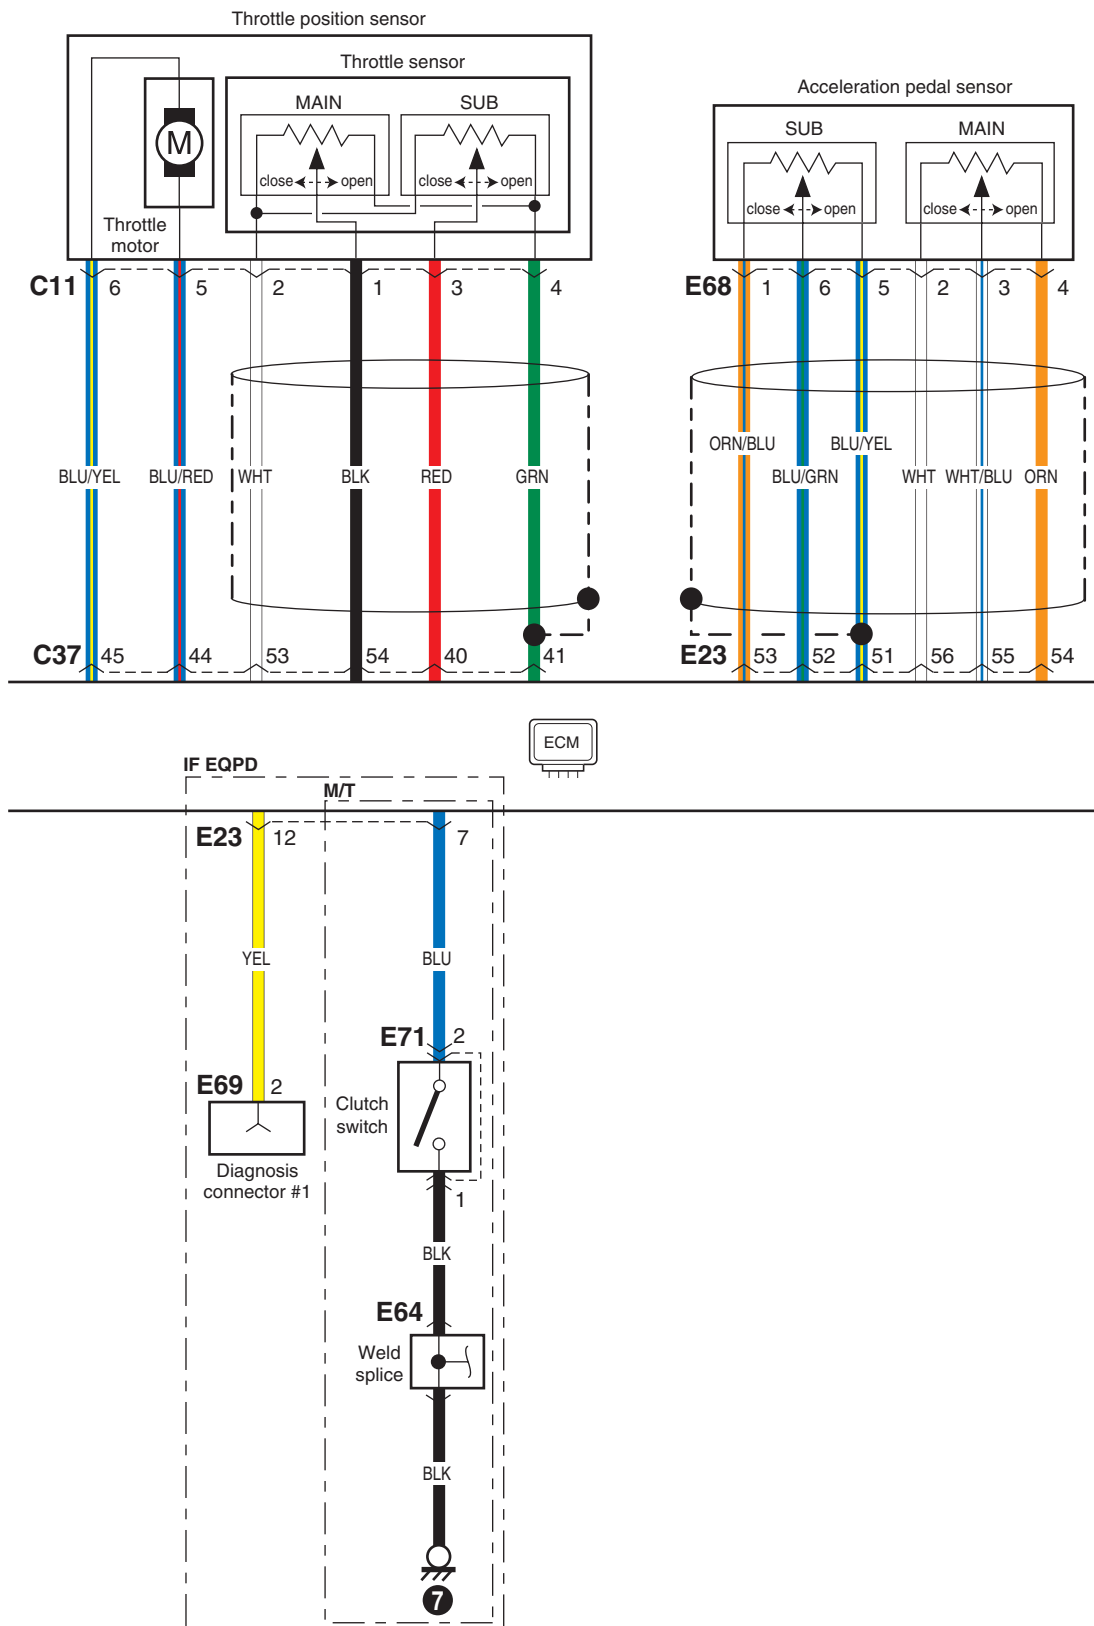 Throttle position sensor
Throttle sensor
MAIN
SUB
close
open
close
open
M
Throttle
motor
Acceleration pedal sensor
SUB
MAIN
close
open
close
open
C11
6
5
2
1
3
4
E68
1
6
5
2
3
4
BLU/YEL
BLU/RED
WHT
BLK
RED
GRN
ORN/BLU
BLU/GRN
BLU/YEL
WHT
WHT/BLU
ORN
C37
45
44
53
54
40
41
E23
53
52
51
56
55
54
ECM
IF EQPD
M/T
E23
12
7
YEL
BLU
E71
2
E69
2
Clutch
switch
Diagnosis
connector #1
1
BLK
E64
Weld
splice
BLK
7